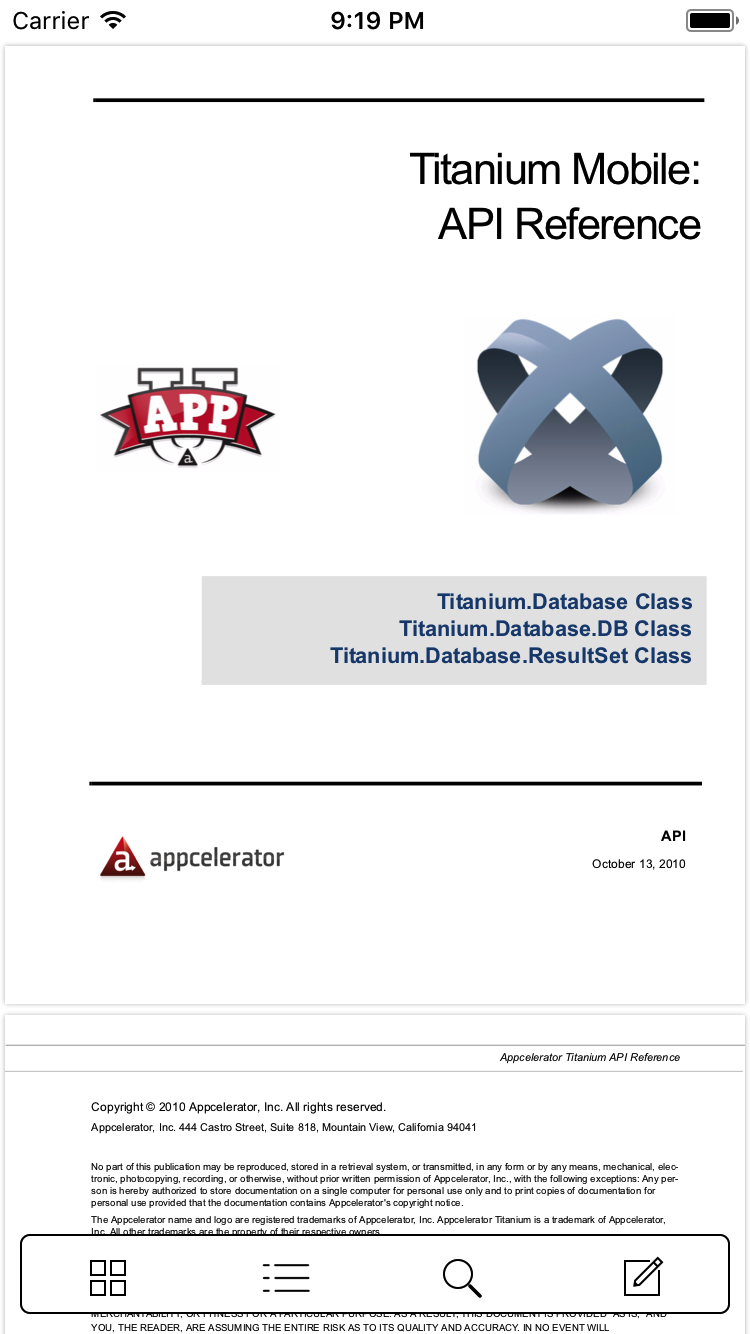 Carrier 9:19 PM
Titanium Mobile:
API Reference
U
APP
a
Titanium.Database Class
Titanium.Database.DB Class
Titanium.Database.ResultSet Class
a appcelerator
API
October 13, 2010
Appcelerator Titanium API Reference
Copyright © 2010 Appcelerator, Inc. All rights reserved.
Appcelerator, Inc. 444 Castro Street, Suite 818, Mountain View, California 94041
No part of this publication may be reproduced, stored in a retrieval system, or transmitted, in any form or by any means, mechanical, elec-
tronic, photocopying, recording, or otherwise, without prior written permission of Appcelerator, Inc., with the following exceptions: Any per-
son is hereby authorized to store documentation on a single computer for personal use only and to print copies of documentation for
personal use provided that the documentation contains Appcelerator's copyright notice.
The Appcelerator name and logo are registered trademarks of Appcelerator, Inc. Appcelerator Titanium is a trademark of Appcelerator,
Inc. All other trademarks are the property of their respective owners.
MERCHANTABILITY, OR FITNESS FOR A PARTICULAR PURPOSE. AS A RESULT, THIS DOCUMENT IS PROVIDED "AS IS," AND
YOU, THE READER, ARE ASSUMING THE ENTIRE RISK AS TO ITS QUALITY AND ACCURACY. IN NO EVENT WILL